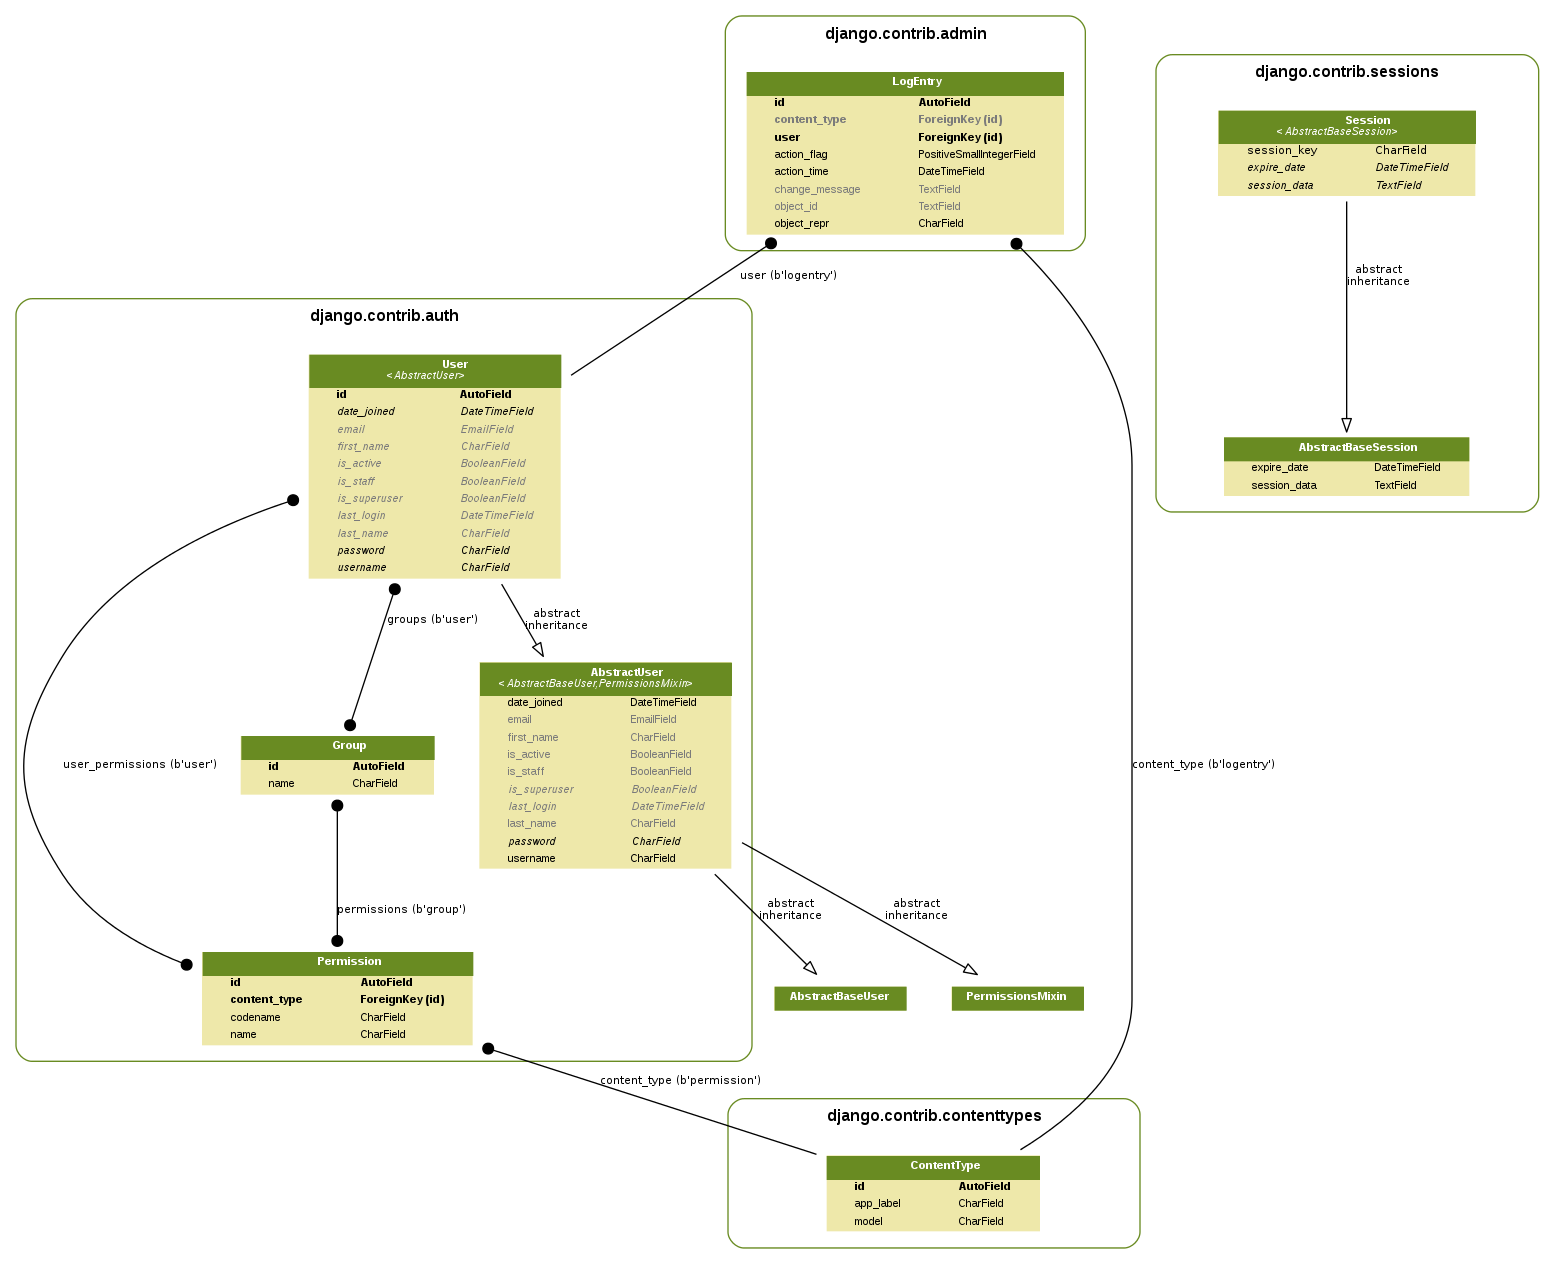 django.contrib.admin
LogEntry
id AutoField
content_type ForeignKey (id)
user ForeignKey (id)
action_flag PositiveSmallIntegerField
action_time DateTimeField
change_message TextField
object_id TextField
object_repr CharField
django.contrib.sessions
Session
< AbstractBaseSession>
session_key CharField
expire_date DateTimeField
session_data TextField
abstract
inheritance
AbstractBaseSession
expire_date DateTimeField
session_data TextField
user (b'logentry')
django.contrib.auth
User
< AbstractUser>
id AutoField
date_joined DateTimeField
email EmailField
first_name CharField
is_active BooleanField
is_staff BooleanField
is_superuser BooleanField
last_login DateTimeField
last_name CharField
password CharField
username CharField
groups (b'user')
abstract
inheritance
AbstractUser
< AbstractBaseUser,PermissionsMixin>
date_joined DateTimeField
email EmailField
first_name CharField
is_active BooleanField
is_staff BooleanField
is_superuser BooleanField
last_login DateTimeField
last_name CharField
password CharField
username CharField
Group
id AutoField
name CharField
user_permissions (b'user')
content_type (b'logentry')
permissions (b'group')
abstract
inheritance
abstract
inheritance
Permission
id AutoField
content_type ForeignKey (id)
codename CharField
name CharField
AbstractBaseUser
PermissionsMixin
content_type (b'permission')
django.contrib.contenttypes
ContentType
id AutoField
app_label CharField
model CharField